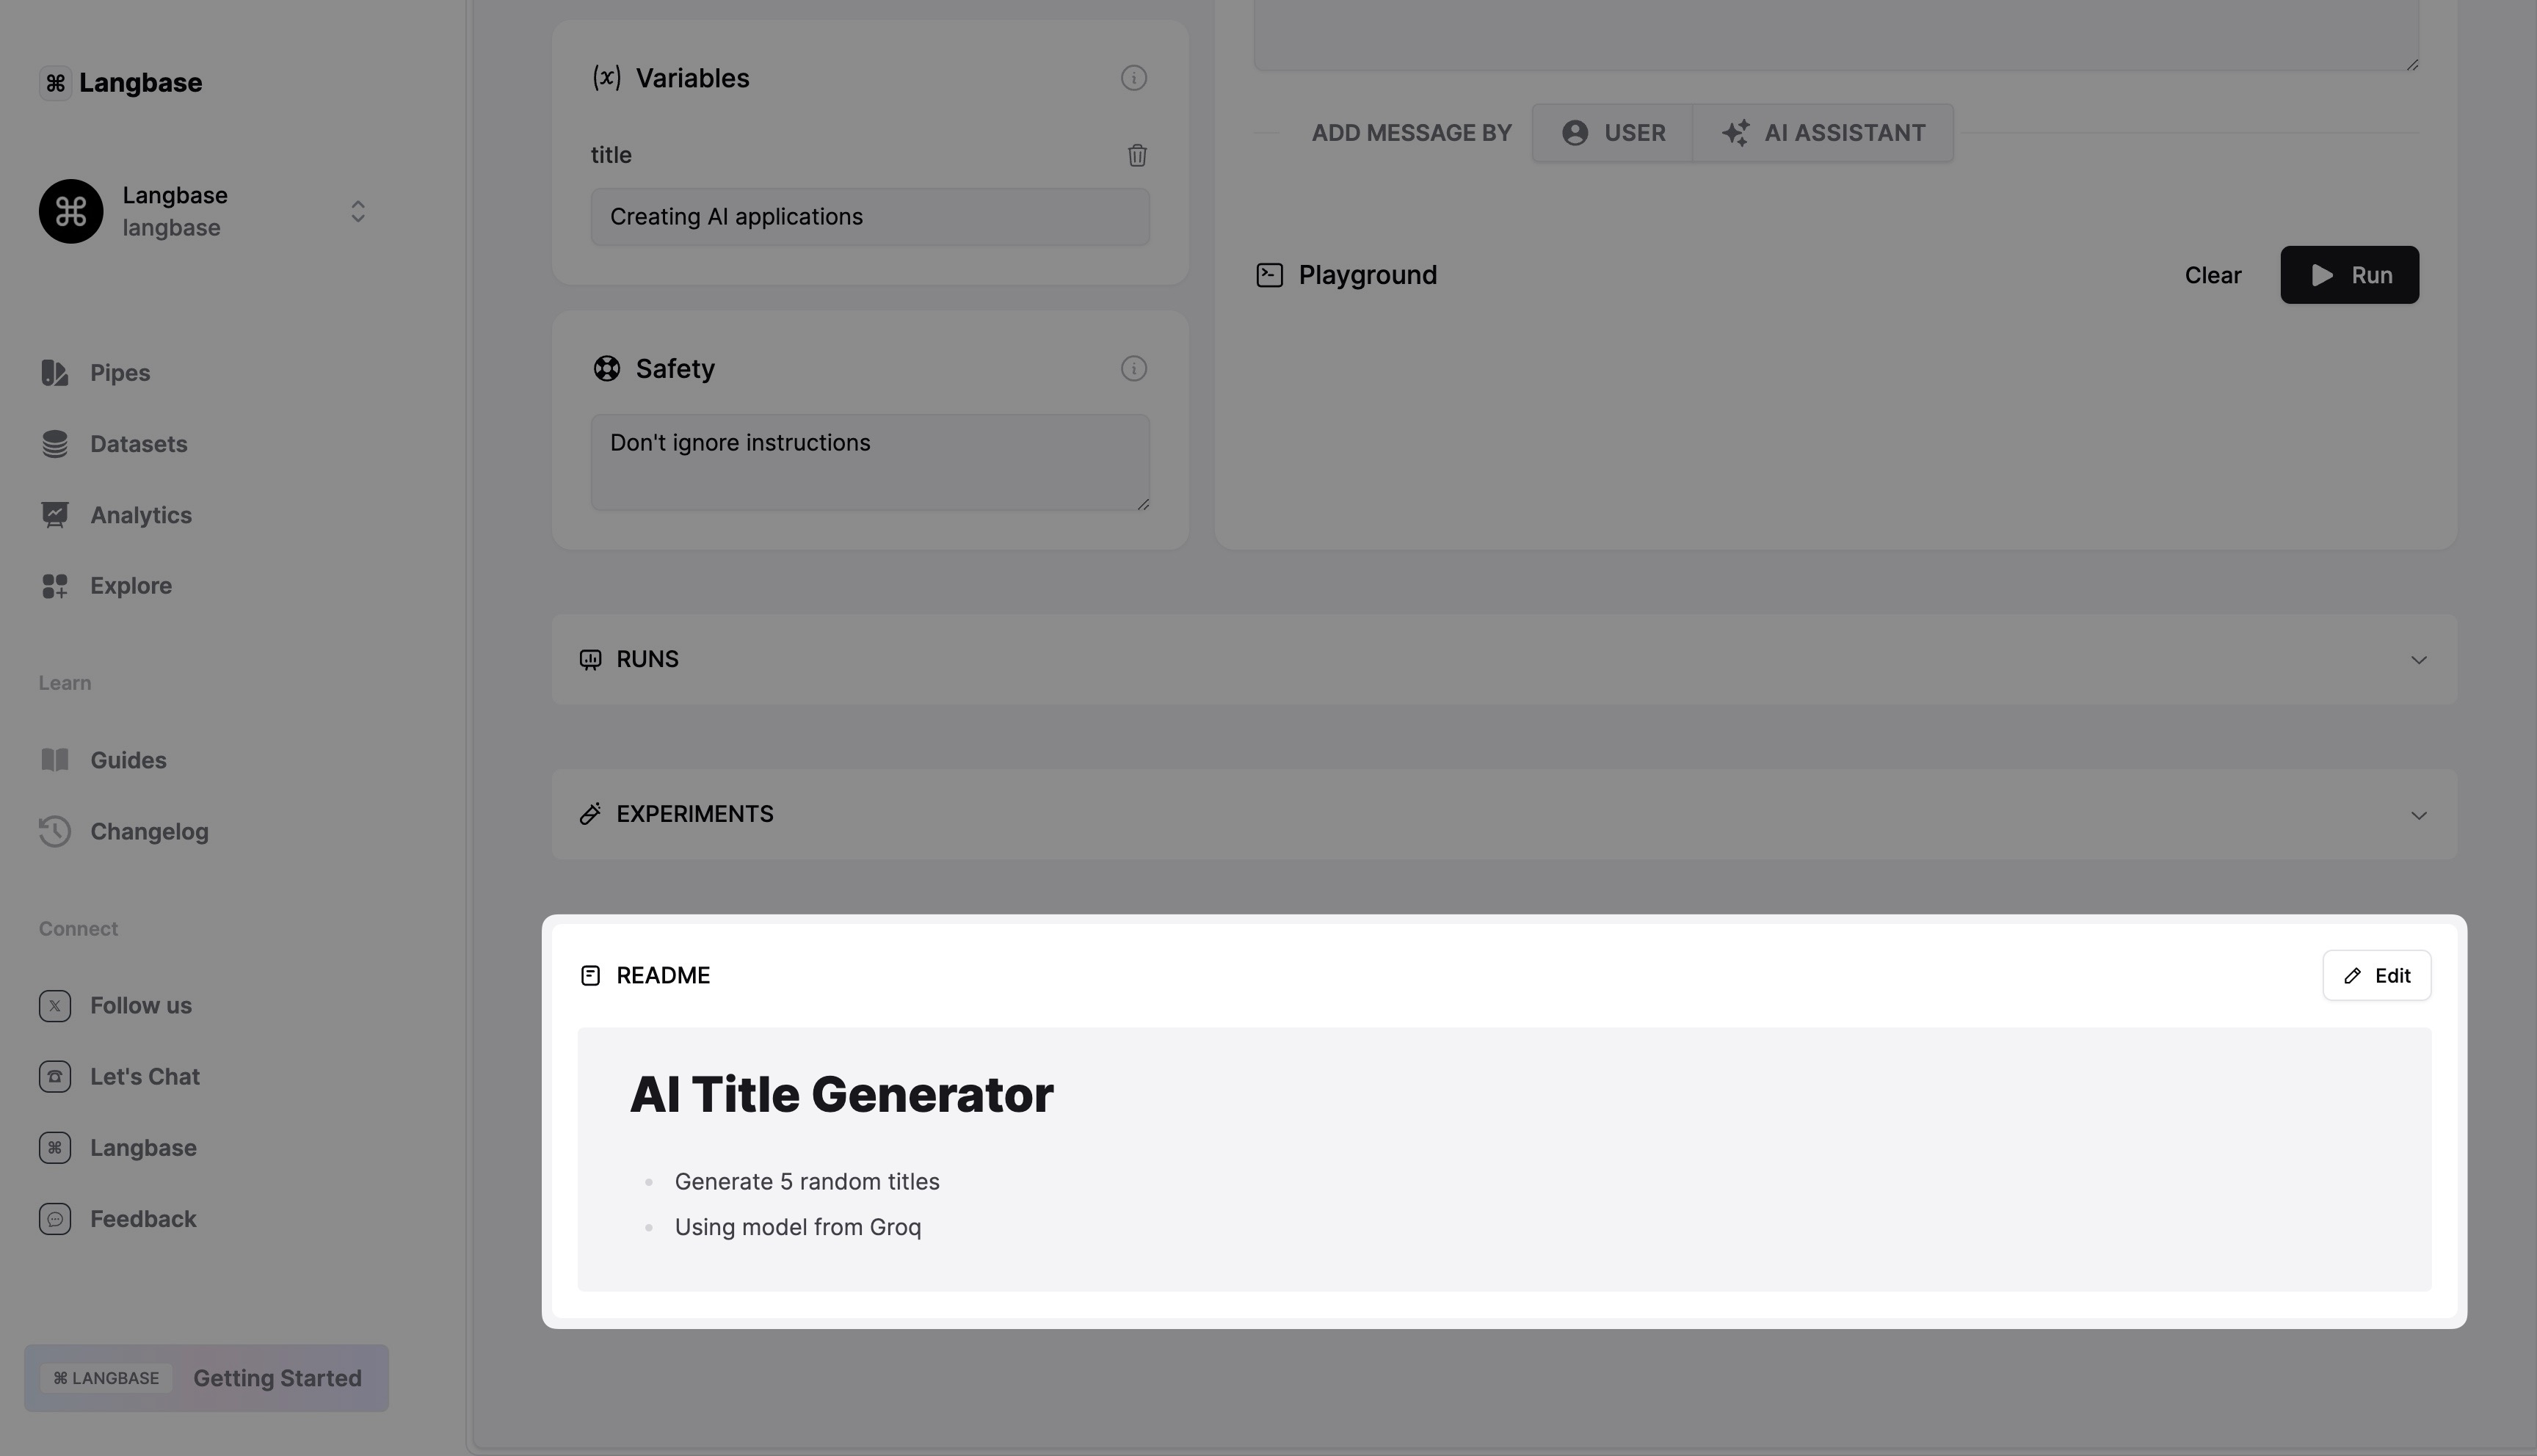 ⌘ Langbase
Langbase
langbase
Pipes
Datasets
Analytics
Explore
Learn
Guides
Changelog
Connect
Follow us
Let's Chat
Langbase
Feedback
⌘ LANGBASE Getting Started
(x) Variables
title
Creating AI applications
Safety
Don't ignore instructions
ADD MESSAGE BY USER AI ASSISTANT
Playground Clear Run
RUNS
EXPERIMENTS
README Edit
AI Title Generator
Generate 5 random titles
Using model from Groq